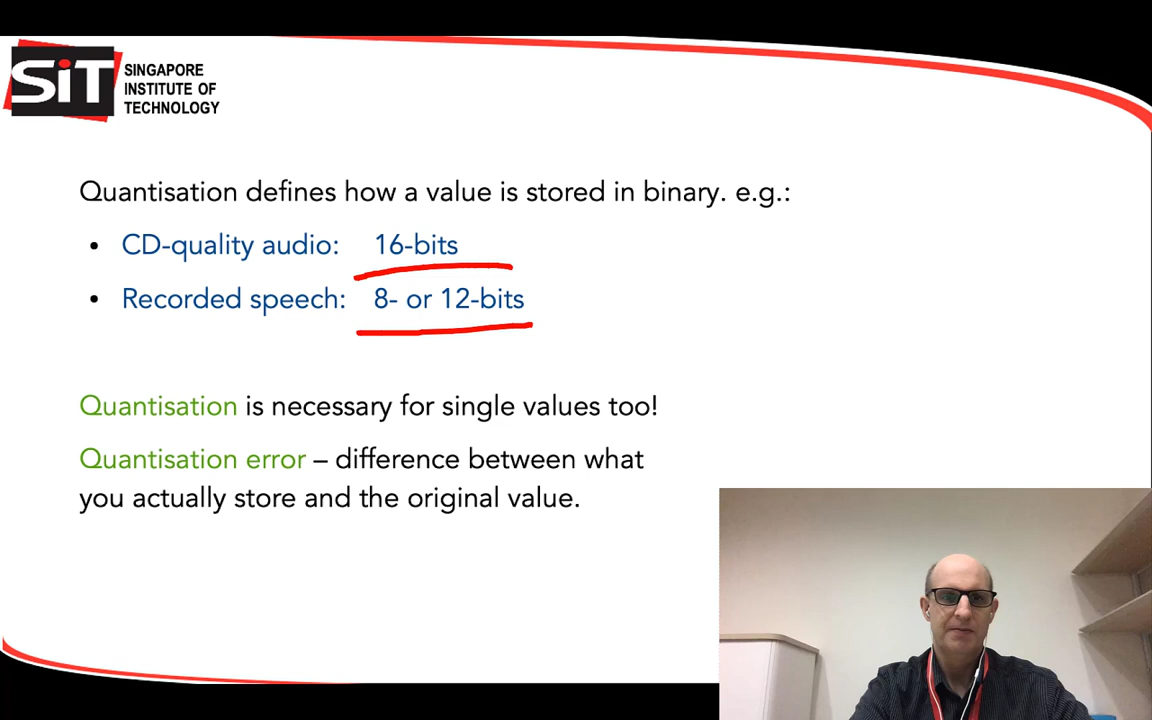 SiT
SINGAPORE
INSTITUTE OF
TECHNOLOGY
Quantisation defines how a value is stored in binary. e.g.:
• CD-quality audio: 16-bits
• Recorded speech: 8- or 12-bits
Quantisation is necessary for single values too!
Quantisation error – difference between what
you actually store and the original value.